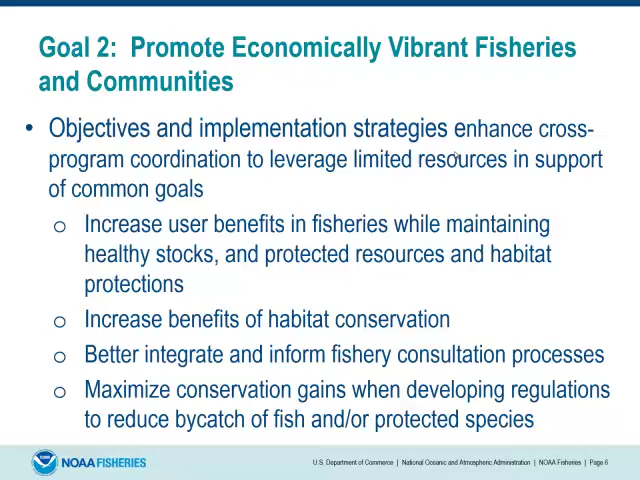 Goal 2: Promote Economically Vibrant Fisheries
and Communities
• Objectives and implementation strategies enhance cross-
program coordination to leverage limited resources in support
of common goals
o Increase user benefits in fisheries while maintaining
healthy stocks, and protected resources and habitat
protections
o Increase benefits of habitat conservation
o Better integrate and inform fishery consultation processes
o Maximize conservation gains when developing regulations
to reduce bycatch of fish and/or protected species
NOAA FISHERIES
U.S. Department of Commerce | National Oceanic and Atmospheric Administration | NOAA Fisheries | Page 6